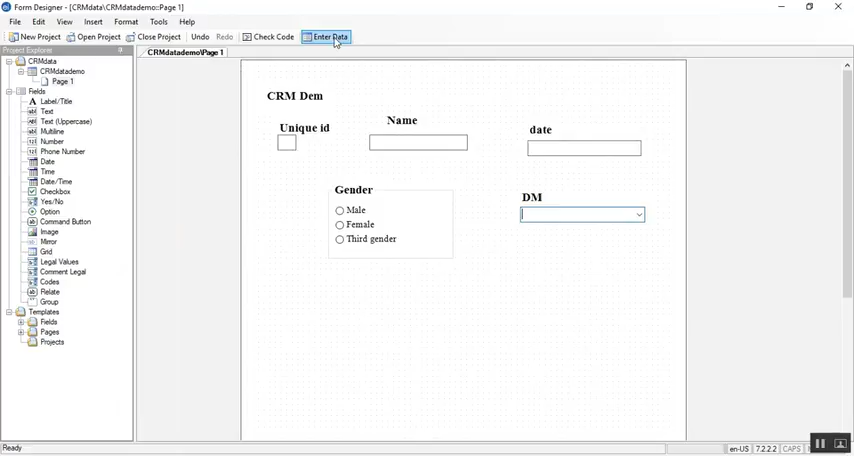 Form Designer - [CRMdata\CRMdatademo::Page 1]
File Edit View Insert Format Tools Help
New Project Open Project Close Project Undo Redo Check Code Enter Data
Project Explorer
CRMdatademo\Page 1
CRMdata
CRMdatademo
Page 1
Fields
Label/Title
Text
Text (Uppercase)
Multiline
Number
Phone Number
Date
Time
Date/Time
Checkbox
Yes/No
Option
Command Button
Image
Mirror
Grid
Legal Values
Comment Legal
Codes
Relate
Group
Templates
Fields
Pages
Projects
CRM Dem
Unique id
Name
date
Gender
Male
Female
Third gender
DM
Ready
en-US 7.2.2.2 CAPS